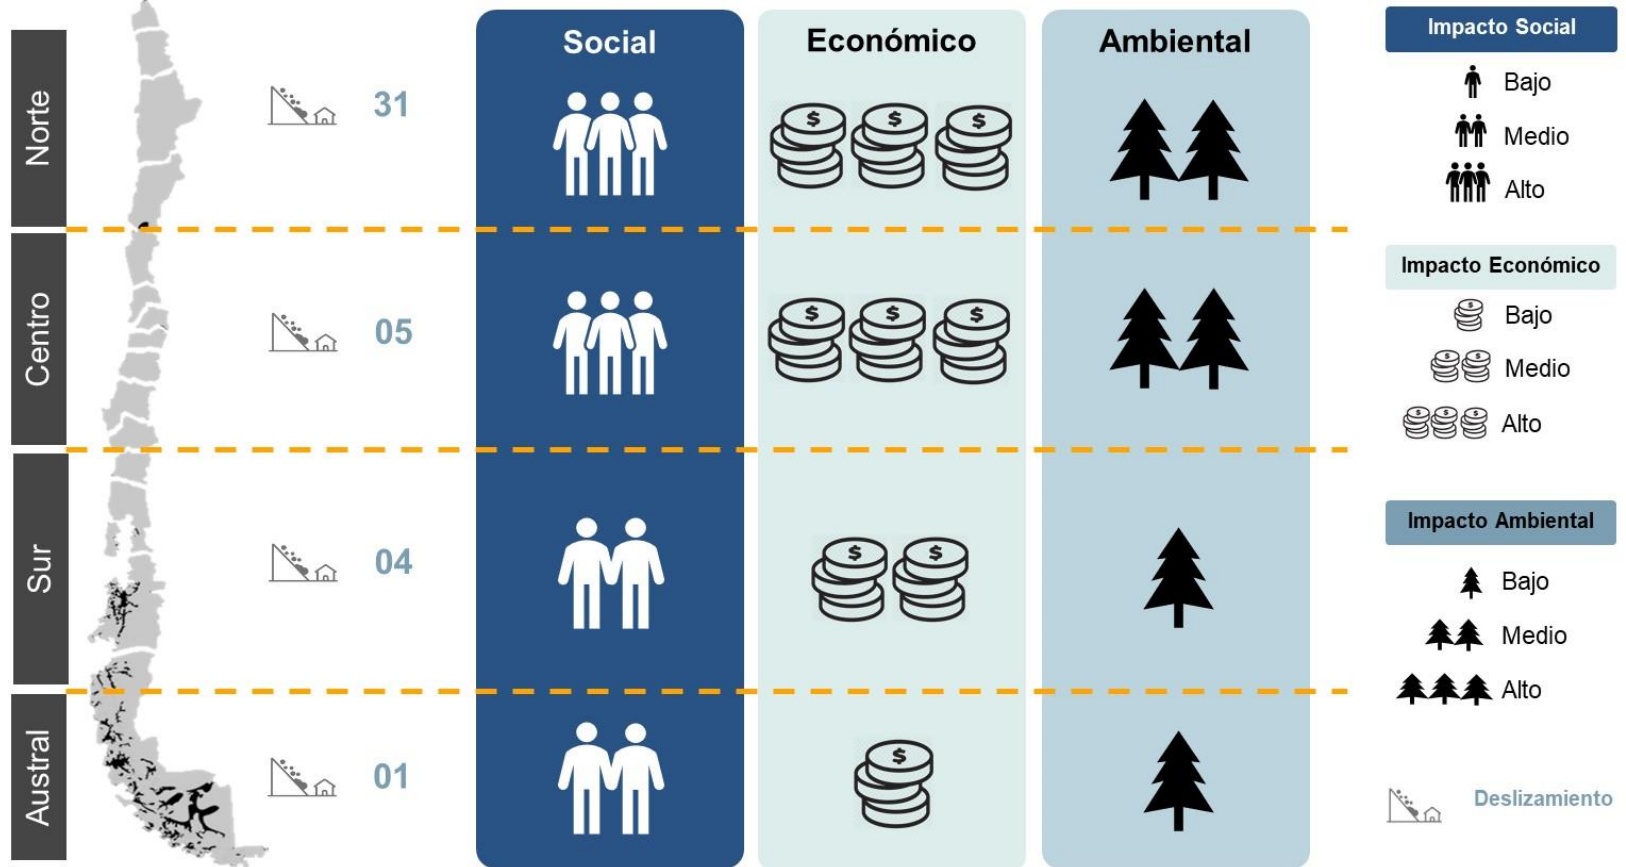 Social
Económico
Ambiental
Norte
31
Centro
05
Sur
04
Austral
01
Impacto Social
Bajo
Medio
Alto
Impacto Económico
Bajo
Medio
Alto
Impacto Ambiental
Bajo
Medio
Alto
Deslizamiento